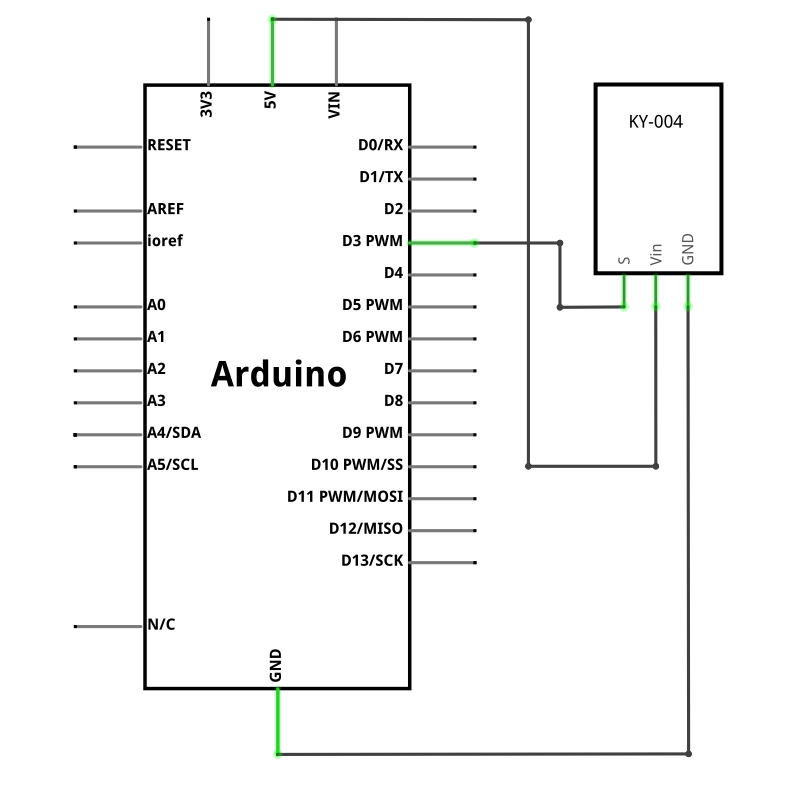 3V3
5V
VIN
KY-004
RESET
D0/RX
D1/TX
AREF
D2
ioref
D3 PWM
S
Vin
GND
D4
A0
D5 PWM
A1
D6 PWM
A2
Arduino
D7
A3
D8
A4/SDA
D9 PWM
A5/SCL
D10 PWM/SS
D11 PWM/MOSI
D12/MISO
D13/SCK
N/C
GND